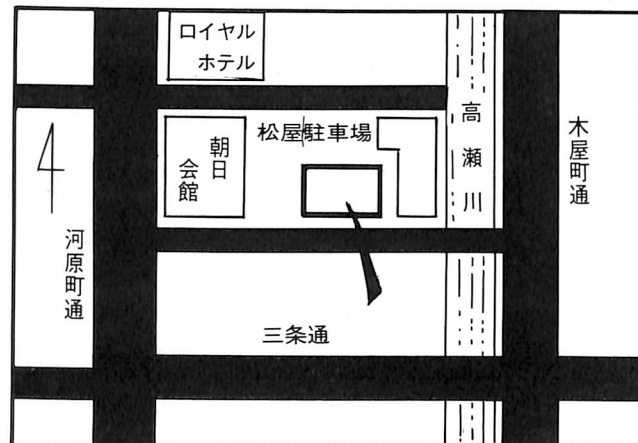 ロイヤル
ホテル
松屋駐車場
朝日
会館
高瀬川
木屋町通
河原町通
三条通